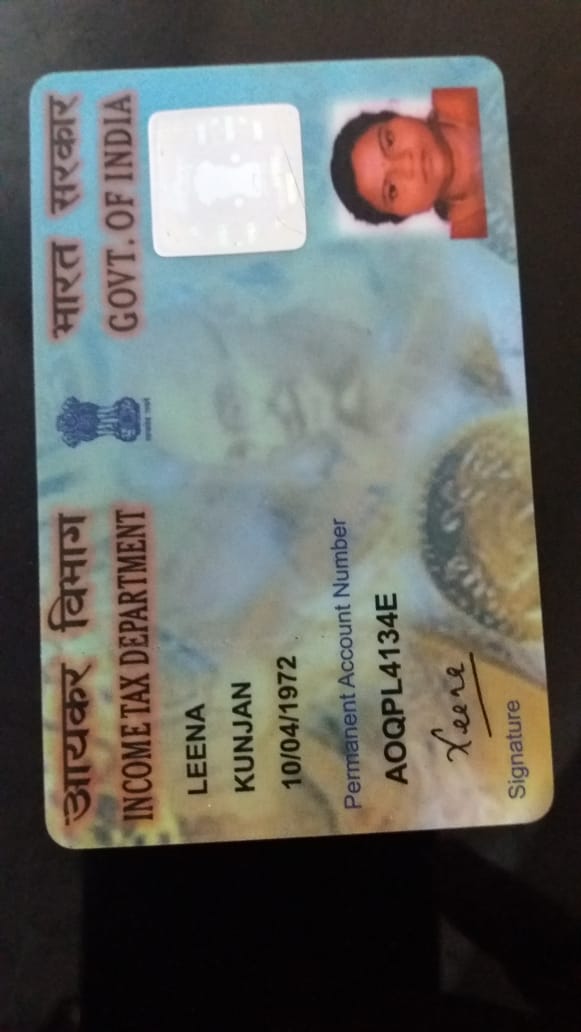 आयकर विभाग
INCOME TAX DEPARTMENT
भारत सरकार
GOVT. OF INDIA
LEENA
KUNJAN
10/04/1972
Permanent Account Number
AOQPL4134E
Leena
Signature